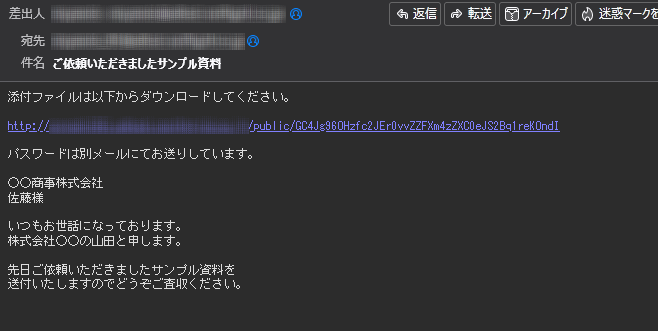 差出人
返信
転送
アーカイブ
迷惑マークを
宛先
件名 ご依頼いただきましたサンプル資料
添付ファイルは以下からダウンロードしてください。
http://
/public/GC4Jg96OHzfc2JEr0vvZZFXm4zZXC0eJS2Bq1reKOndI
パスワードは別メールにてお送りしています。
〇〇商事株式会社
佐藤様
いつもお世話になっております。
株式会社〇〇の山田と申します。
先日ご依頼いただきましたサンプル資料を
送付いたしますのでどうぞご査収ください。